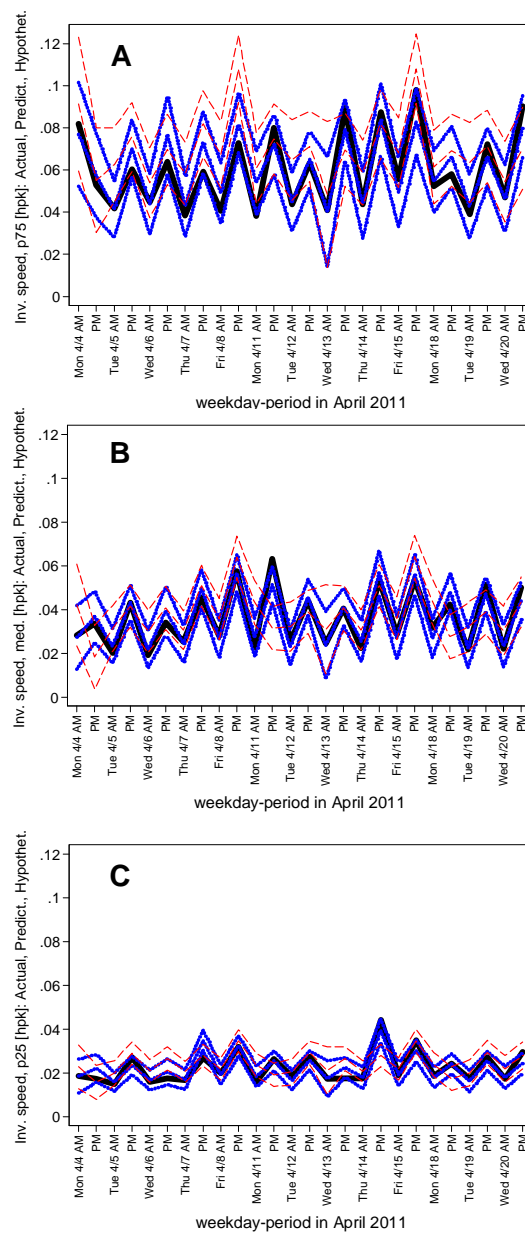 A
Inv. speed, p75 [hpk]: Actual, Predict., Hypothet.
.12
.1
.08
.06
.04
.02
0
Mon 4/4 AM
PM
Tue 4/5 AM
PM
Wed 4/6 AM
PM
Thu 4/7 AM
PM
Fri 4/8 AM
PM
Mon 4/11 AM
PM
Tue 4/12 AM
PM
Wed 4/13 AM
PM
Thu 4/14 AM
PM
Fri 4/15 AM
PM
Mon 4/18 AM
PM
Tue 4/19 AM
PM
Wed 4/20 AM
PM
weekday-period in April 2011
B
Inv. speed, med. [hpk]: Actual, Predict., Hypothet.
.12
.1
.08
.06
.04
.02
0
Mon 4/4 AM
PM
Tue 4/5 AM
PM
Wed 4/6 AM
PM
Thu 4/7 AM
PM
Fri 4/8 AM
PM
Mon 4/11 AM
PM
Tue 4/12 AM
PM
Wed 4/13 AM
PM
Thu 4/14 AM
PM
Fri 4/15 AM
PM
Mon 4/18 AM
PM
Tue 4/19 AM
PM
Wed 4/20 AM
PM
weekday-period in April 2011
C
Inv. speed, p25 [hpk]: Actual, Predict., Hypothet.
.12
.1
.08
.06
.04
.02
0
Mon 4/4 AM
PM
Tue 4/5 AM
PM
Wed 4/6 AM
PM
Thu 4/7 AM
PM
Fri 4/8 AM
PM
Mon 4/11 AM
PM
Tue 4/12 AM
PM
Wed 4/13 AM
PM
Thu 4/14 AM
PM
Fri 4/15 AM
PM
Mon 4/18 AM
PM
Tue 4/19 AM
PM
Wed 4/20 AM
PM
weekday-period in April 2011